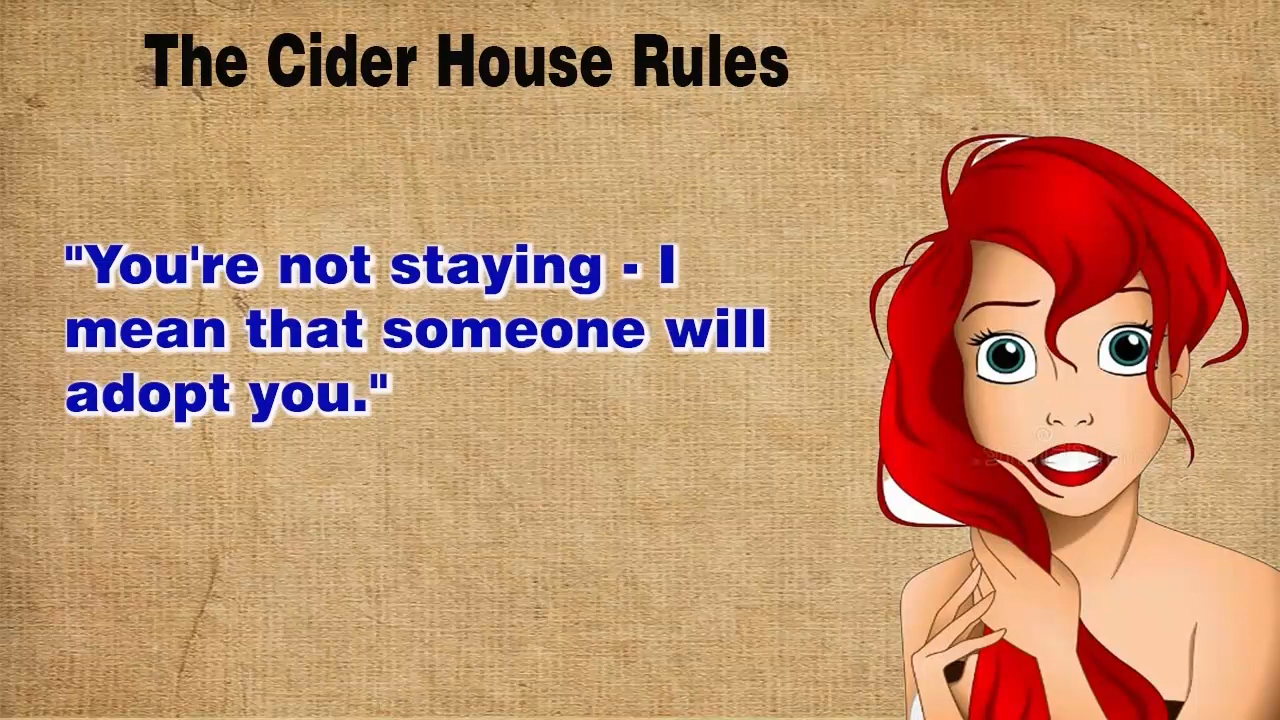 The Cider House Rules
"You're not staying - I
mean that someone will
adopt you."